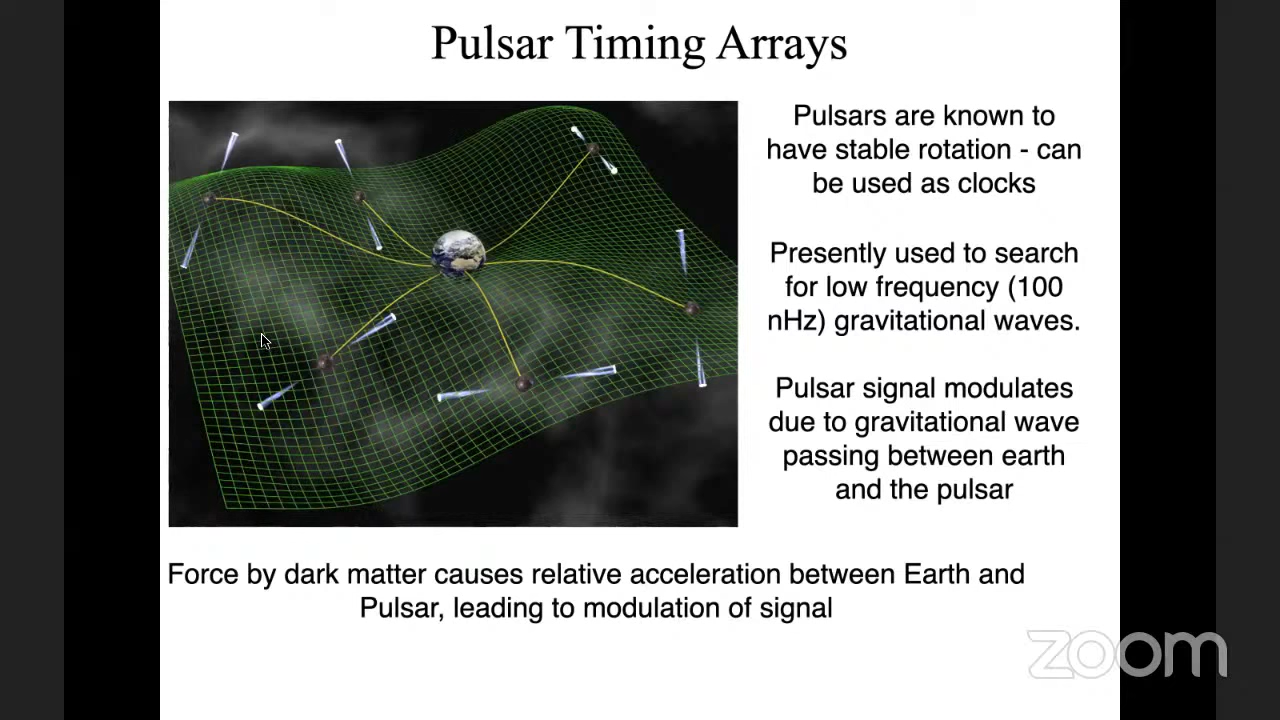 Pulsar Timing Arrays
Pulsars are known to
have stable rotation - can
be used as clocks
Presently used to search
for low frequency (100
nHz) gravitational waves.
Pulsar signal modulates
due to gravitational wave
passing between earth
and the pulsar
Force by dark matter causes relative acceleration between Earth and
Pulsar, leading to modulation of signal
zoom